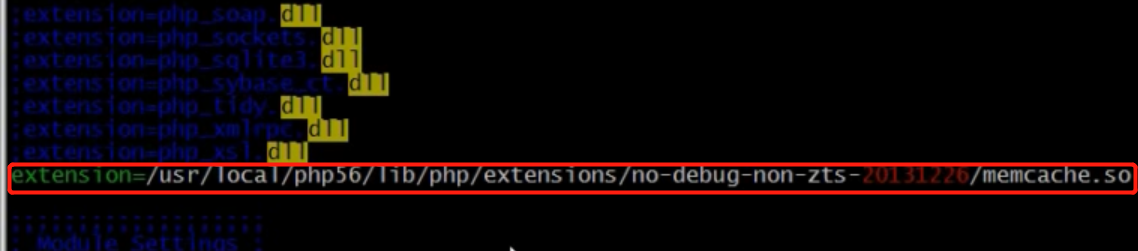 ;extension=php_soap.dll
;extension=php_sockets.dll
;extension=php_sqlite3.dll
;extension=php_sybase_ct.dll
;extension=php_tidy.dll
;extension=php_xmlrpc.dll
;extension=php_xsl.dll
extension=/usr/local/php56/lib/php/extensions/no-debug-non-zts-20131226/memcache.so
;;;;;;;;;;;;;;;;;;;
; Module Settings ;